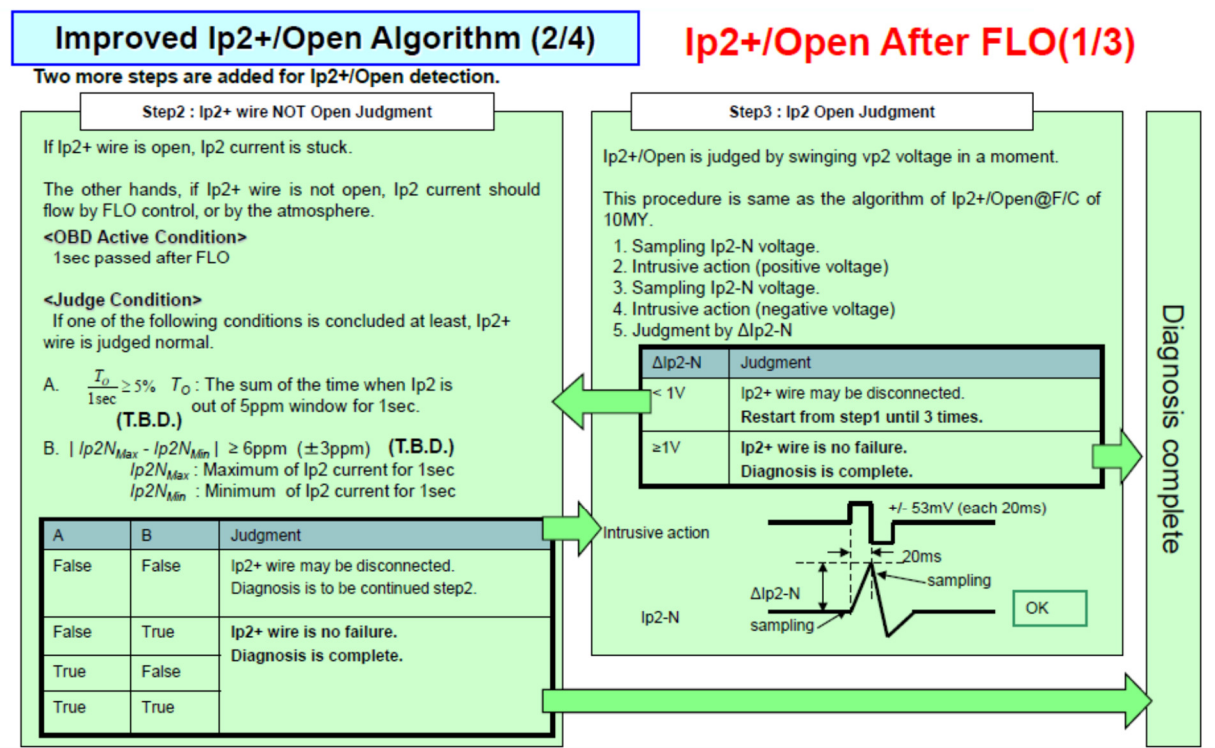 Improved Ip2+/Open Algorithm (2/4)
Ip2+/Open After FLO(1/3)
Two more steps are added for Ip2+/Open detection.
Step2 : Ip2+ wire NOT Open Judgment
If Ip2+ wire is open, Ip2 current is stuck.
The other hands, if Ip2+ wire is not open, Ip2 current should
flow by FLO control, or by the atmosphere.
<OBD Active Condition>
1sec passed after FLO
<Judge Condition>
If one of the following conditions is concluded at least, Ip2+
wire is judged normal.
A. T_O / 1sec ≥ 5% T_O : The sum of the time when Ip2 is
out of 5ppm window for 1sec.
(T.B.D.)
B. | Ip2N_Max - Ip2N_Min | ≥ 6ppm (±3ppm) (T.B.D.)
Ip2N_Max : Maximum of Ip2 current for 1sec
Ip2N_Min : Minimum of Ip2 current for 1sec
A B Judgment
False False Ip2+ wire may be disconnected.
Diagnosis is to be continued step2.
False True Ip2+ wire is no failure.
Diagnosis is complete.
True False
True True
Step3 : Ip2 Open Judgment
Ip2+/Open is judged by swinging vp2 voltage in a moment.
This procedure is same as the algorithm of Ip2+/Open@F/C of
10MY.
1. Sampling Ip2-N voltage.
2. Intrusive action (positive voltage)
3. Sampling Ip2-N voltage.
4. Intrusive action (negative voltage)
5. Judgment by ΔIp2-N
ΔIp2-N Judgment
< 1V Ip2+ wire may be disconnected.
Restart from step1 until 3 times.
≥1V Ip2+ wire is no failure.
Diagnosis is complete.
+/- 53mV (each 20ms)
Intrusive action
20ms
sampling
ΔIp2-N
OK
Ip2-N
sampling
Diagnosis complete